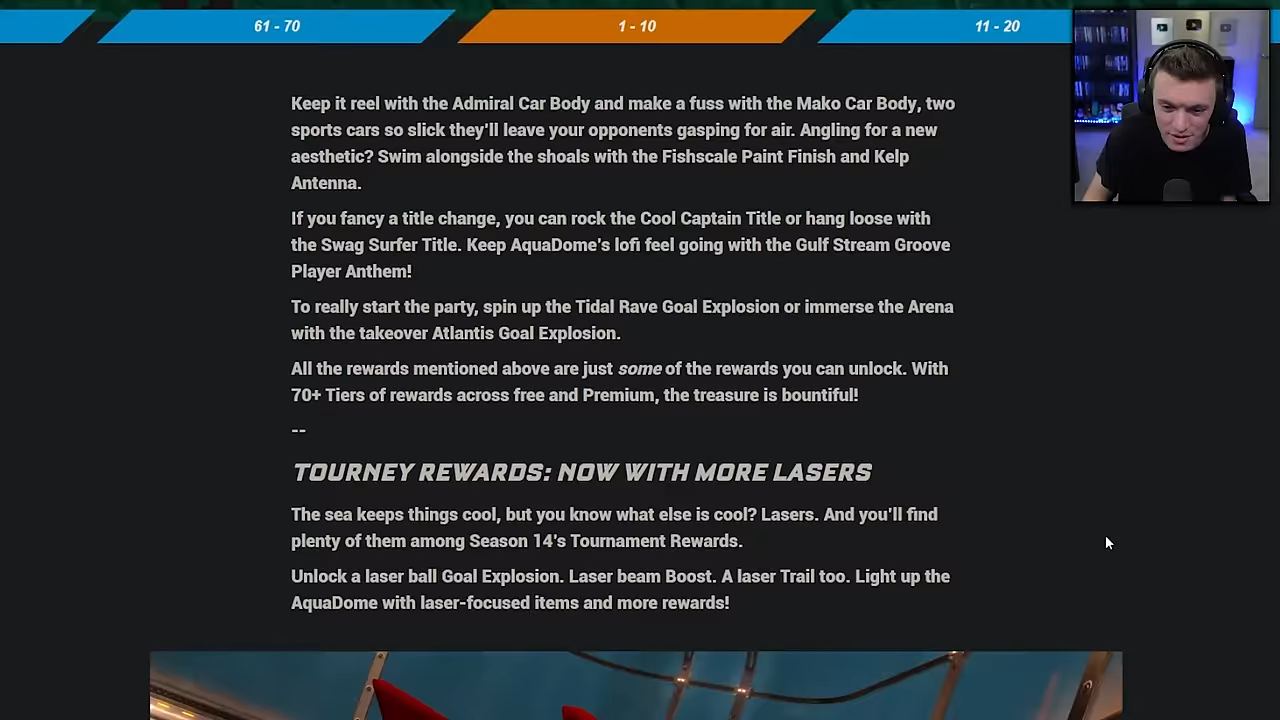 61 - 70
1 - 10
11 - 20
Keep it reel with the Admiral Car Body and make a fuss with the Mako Car Body, two
sports cars so slick they'll leave your opponents gasping for air. Angling for a new
aesthetic? Swim alongside the shoals with the Fishscale Paint Finish and Kelp
Antenna.
If you fancy a title change, you can rock the Cool Captain Title or hang loose with
the Swag Surfer Title. Keep AquaDome's lofi feel going with the Gulf Stream Groove
Player Anthem!
To really start the party, spin up the Tidal Rave Goal Explosion or immerse the Arena
with the takeover Atlantis Goal Explosion.
All the rewards mentioned above are just some of the rewards you can unlock. With
70+ Tiers of rewards across free and Premium, the treasure is bountiful!
--
TOURNEY REWARDS: NOW WITH MORE LASERS
The sea keeps things cool, but you know what else is cool? Lasers. And you'll find
plenty of them among Season 14's Tournament Rewards.
Unlock a laser ball Goal Explosion. Laser beam Boost. A laser Trail too. Light up the
AquaDome with laser-focused items and more rewards!